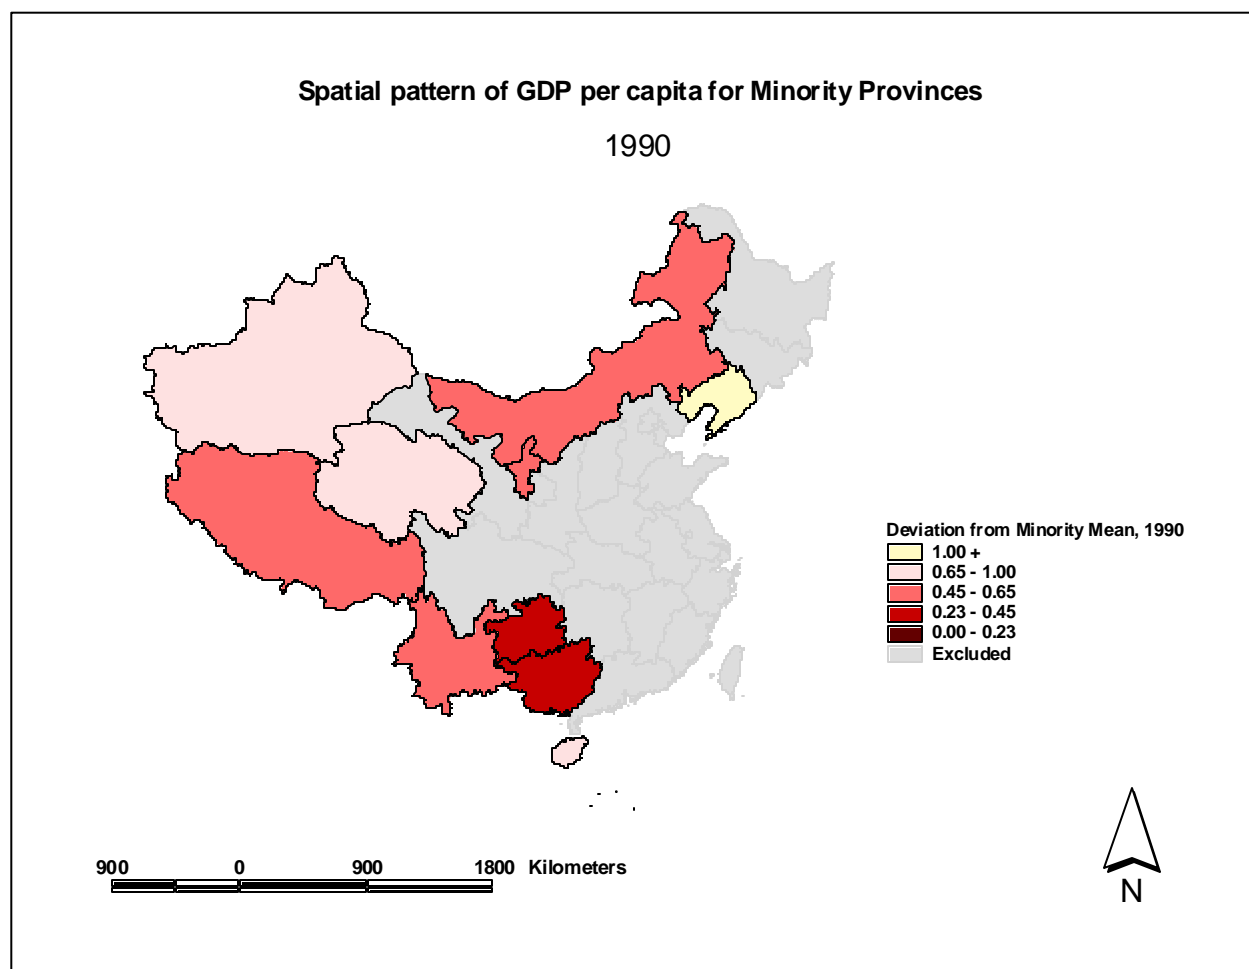 Spatial pattern of GDP per capita for Minority Provinces
1990
Deviation from Minority Mean, 1990
1.00 +
0.65 - 1.00
0.45 - 0.65
0.23 - 0.45
0.00 - 0.23
Excluded
900 0 900 1800 Kilometers
N